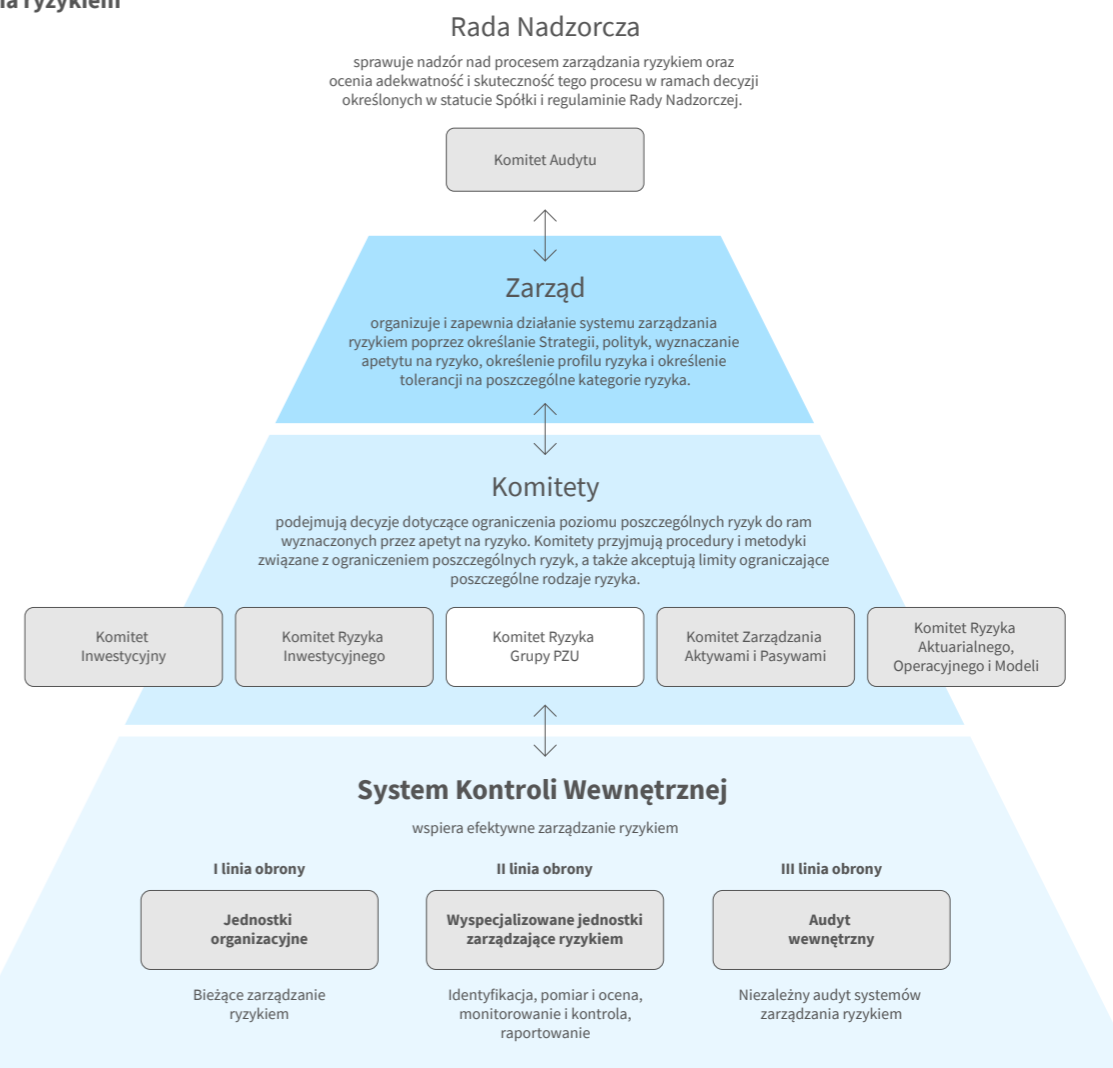 ryzykiem
Rada Nadzorcza
sprawuje nadzór nad procesem zarządzania ryzykiem oraz
ocenia adekwatność i skuteczność tego procesu w ramach decyzji
określonych w statucie Spółki i regulaminie Rady Nadzorczej.
Komitet Audytu
Zarząd
organizuje i zapewnia działanie systemu zarządzania
ryzykiem poprzez określanie Strategii, polityk, wyznaczanie
apetytu na ryzyko, określenie profilu ryzyka i określenie
tolerancji na poszczególne kategorie ryzyka.
Komitety
podejmują decyzje dotyczące ograniczenia poziomu poszczególnych ryzyk do ram
wyznaczonych przez apetyt na ryzyko. Komitety przyjmują procedury i metodyki
związane z ograniczeniem poszczególnych ryzyk, a także akceptują limity ograniczające
poszczególne rodzaje ryzyka.
Komitet
Inwestycyjny
Komitet Ryzyka
Inwestycyjnego
Komitet Ryzyka
Grupy PZU
Komitet Zarządzania
Aktywami i Pasywami
Komitet Ryzyka
Aktuarialnego,
Operacyjnego i Modeli
System Kontroli Wewnętrznej
wspiera efektywne zarządzanie ryzykiem
I linia obrony
Jednostki
organizacyjne
Bieżące zarządzanie
ryzykiem
II linia obrony
Wyspecjalizowane jednostki
zarządzające ryzykiem
Identyfikacja, pomiar i ocena,
monitorowanie i kontrola,
raportowanie
III linia obrony
Audyt
wewnętrzny
Niezależny audyt systemów
zarządzania ryzykiem